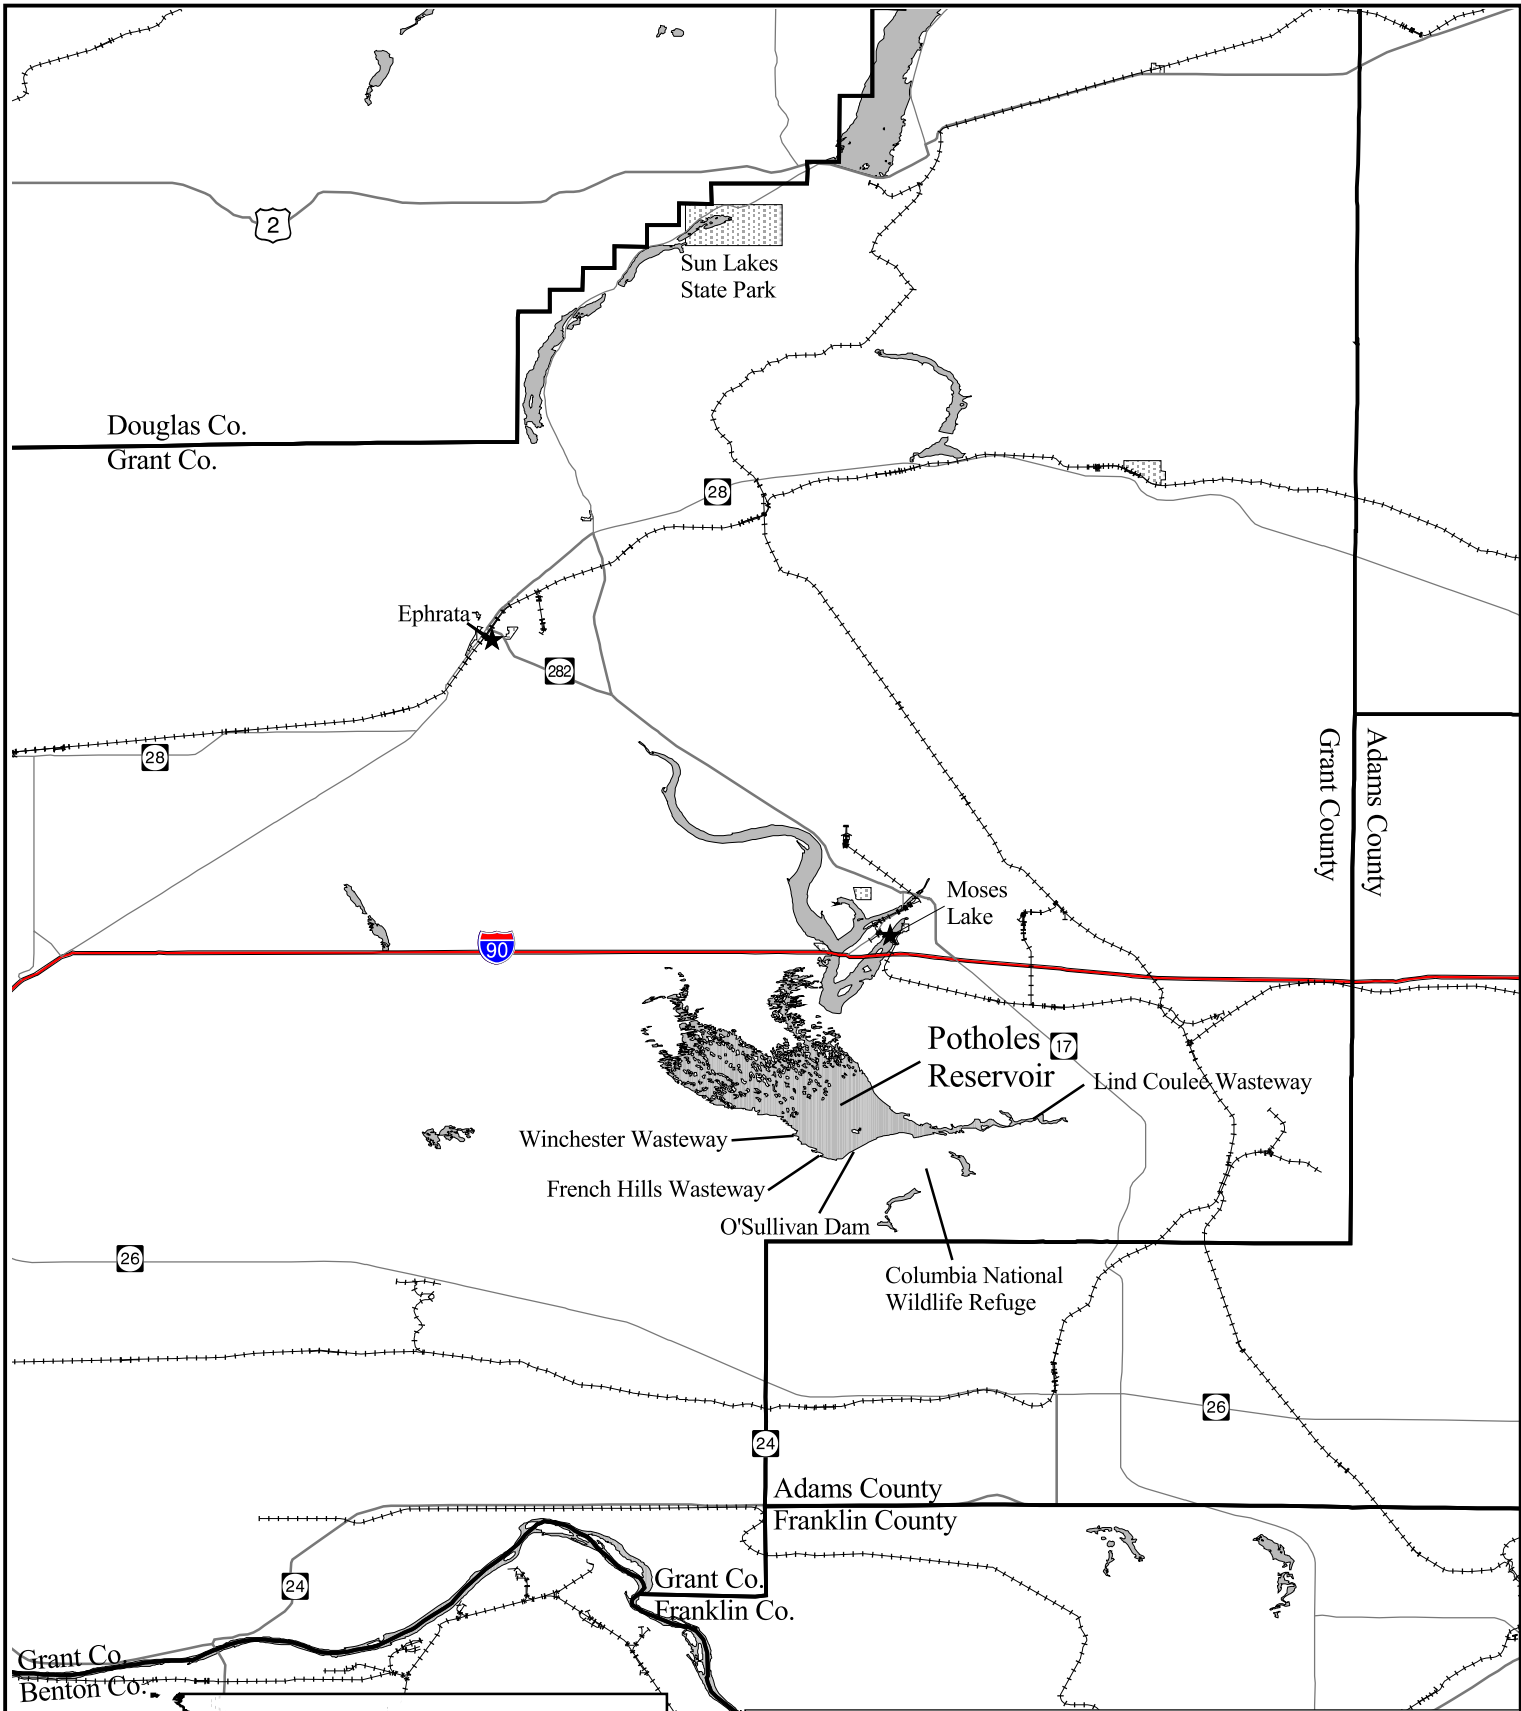 2
Sun Lakes
State Park
Douglas Co.
Grant Co.
28
Ephrata
282
28
Adams County
Grant County
Moses
Lake
90
Potholes
Reservoir
17
Lind Coulee Wasteway
Winchester Wasteway
French Hills Wasteway
O'Sullivan Dam
26
Columbia National
Wildlife Refuge
26
24
Adams County
Franklin County
24
Grant Co.
Franklin Co.
Grant Co.
Benton Co.